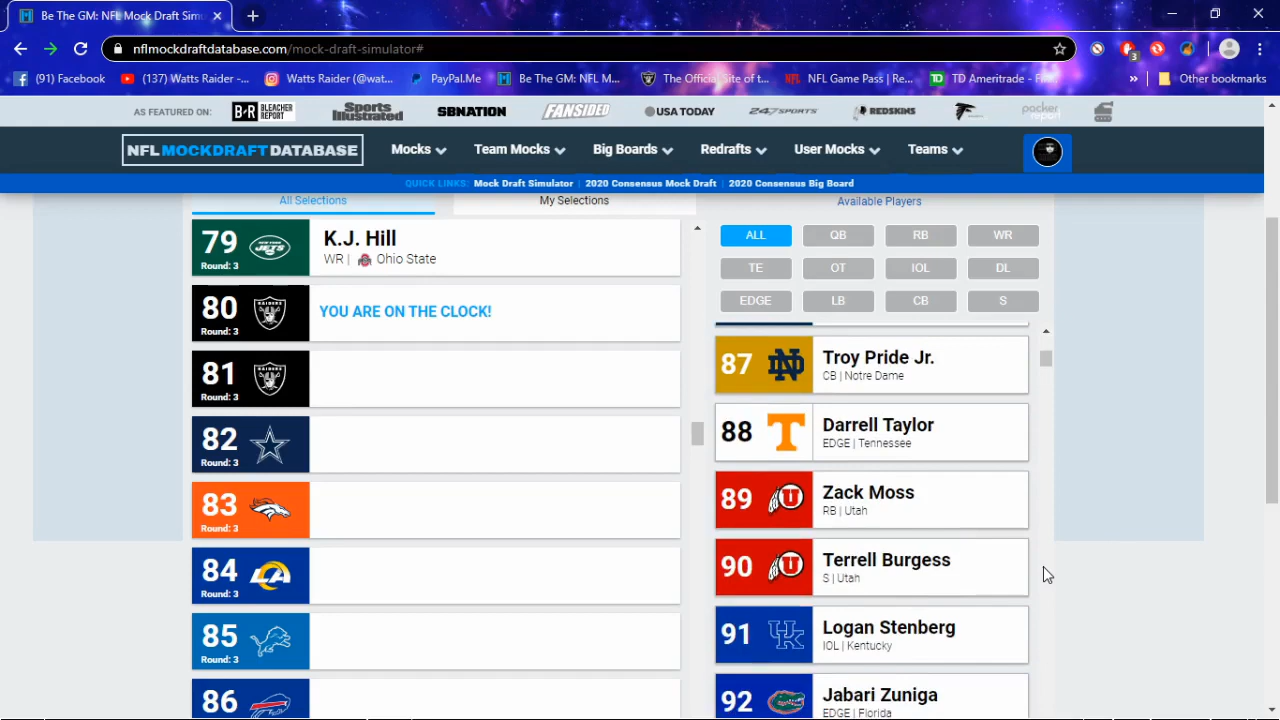 Be The GM: NFL Mock Draft Sim
nflmockdraftdatabase.com/mock-draft-simulator#
3
(91) Facebook
(137) Watts Raider -...
Watts Raider (@wat...
PayPal.Me
Be The GM: NFL M...
The Official Site of t...
NFL Game Pass | Re...
TD Ameritrade -
Other bookmarks
AS FEATURED ON:
B/R BLEACHER REPORT
Sports Illustrated
SBNATION
FANSIDED
USA TODAY
247SPORTS
REDSKINS
packer report
NFLMOCKDRAFTDATABASE
Mocks
Team Mocks
Big Boards
Redrafts
User Mocks
Teams
QUICK LINKS: Mock Draft Simulator | 2020 Consensus Mock Draft | 2020 Consensus Big Board
All Selections
My Selections
Available Players
79
Round: 3
K.J. Hill
WR | Ohio State
80
Round: 3
YOU ARE ON THE CLOCK!
81
Round: 3
82
Round: 3
83
Round: 3
84
Round: 3
85
Round: 3
86
ALL
QB
RB
WR
TE
OT
IOL
DL
EDGE
LB
CB
S
87
Troy Pride Jr.
CB | Notre Dame
88
Darrell Taylor
EDGE | Tennessee
89
Zack Moss
RB | Utah
90
Terrell Burgess
S | Utah
91
Logan Stenberg
IOL | Kentucky
92
Jabari Zuniga
EDGE | Florida